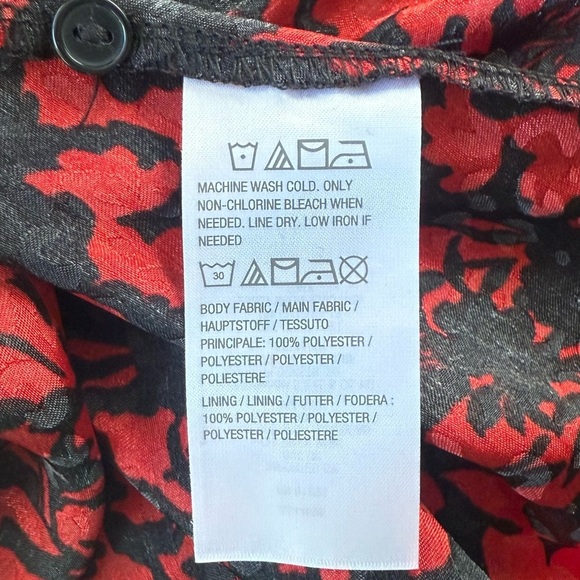 MACHINE WASH COLD. ONLY
NON-CHLORINE BLEACH WHEN
NEEDED. LINE DRY. LOW IRON IF
NEEDED
30
BODY FABRIC / MAIN FABRIC /
HAUPTSTOFF / TESSUTO
PRINCIPALE: 100% POLYESTER /
POLYESTER / POLYESTER /
POLIESTERE
LINING / LINING / FUTTER / FODERA :
100% POLYESTER / POLYESTER /
POLYESTER / POLIESTERE